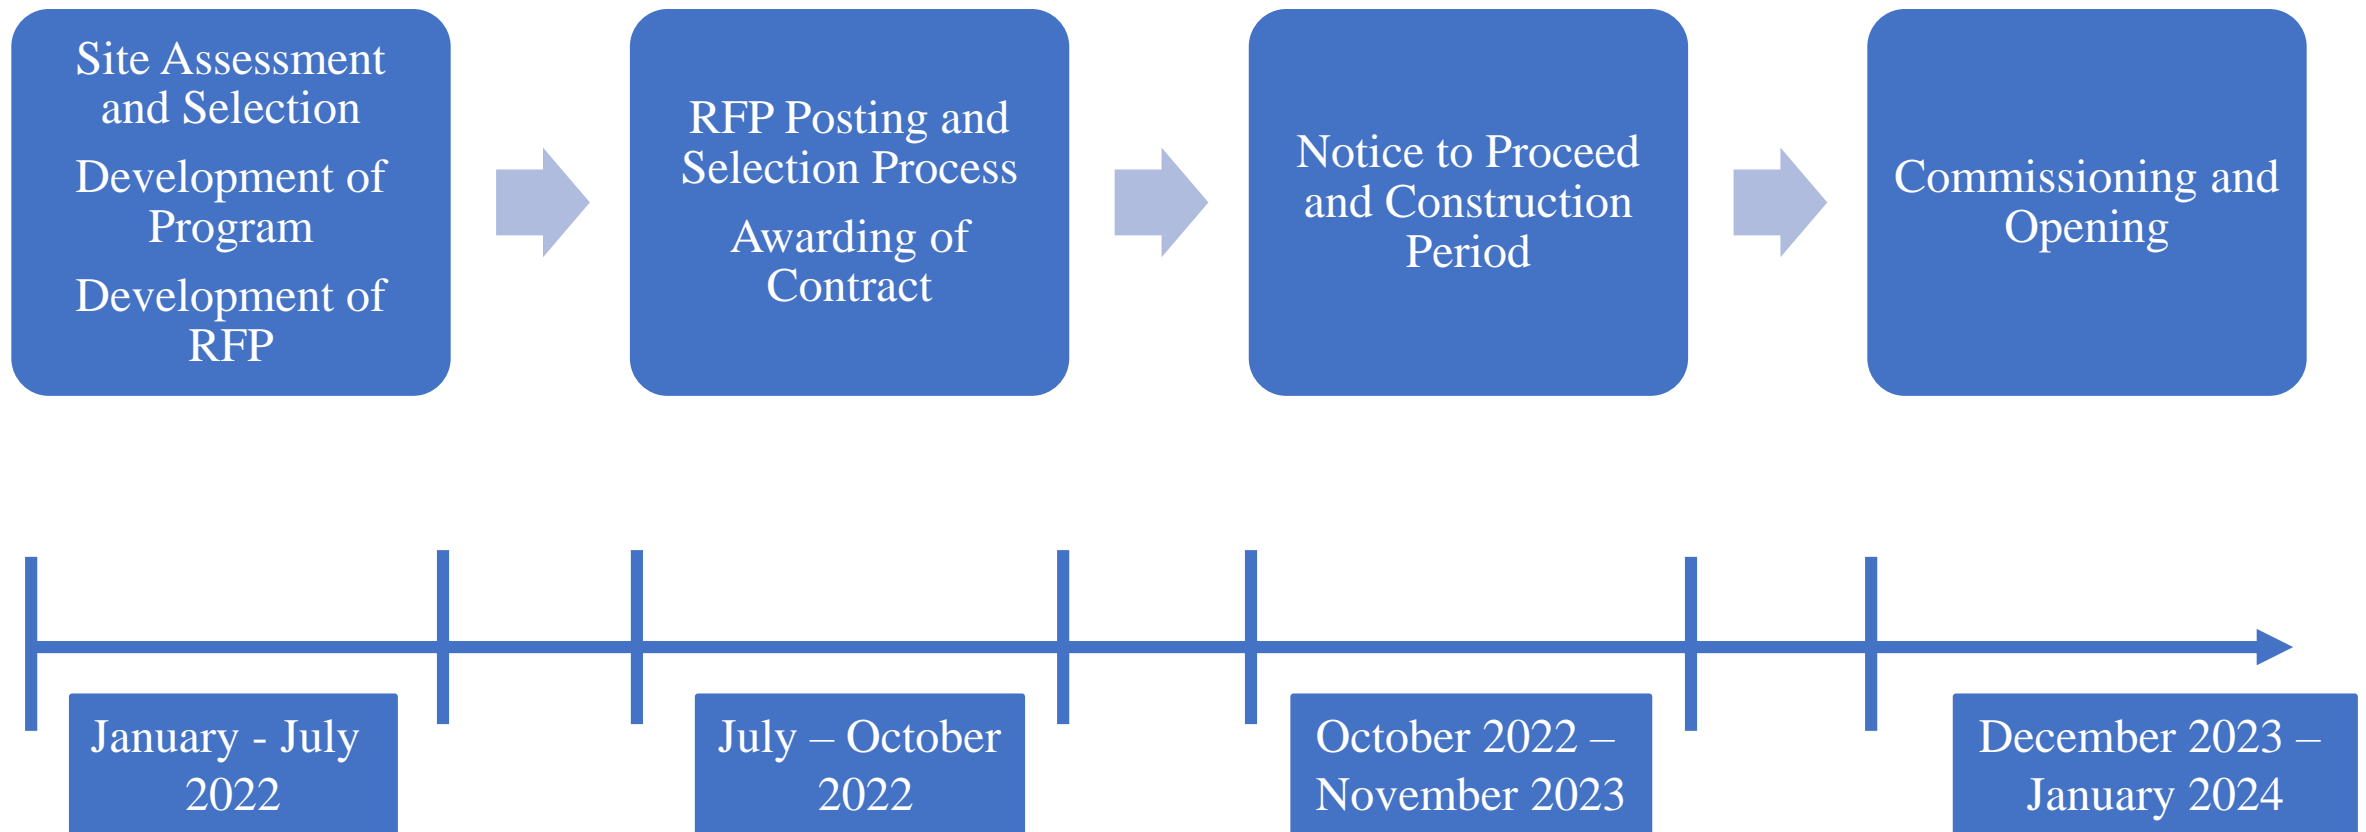 Site Assessment
and Selection
Development of
Program
Development of
RFP
RFP Posting and
Selection Process
Awarding of
Contract
Notice to Proceed
and Construction
Period
Commissioning and
Opening
January - July
2022
July – October
2022
October 2022 –
November 2023
December 2023 –
January 2024